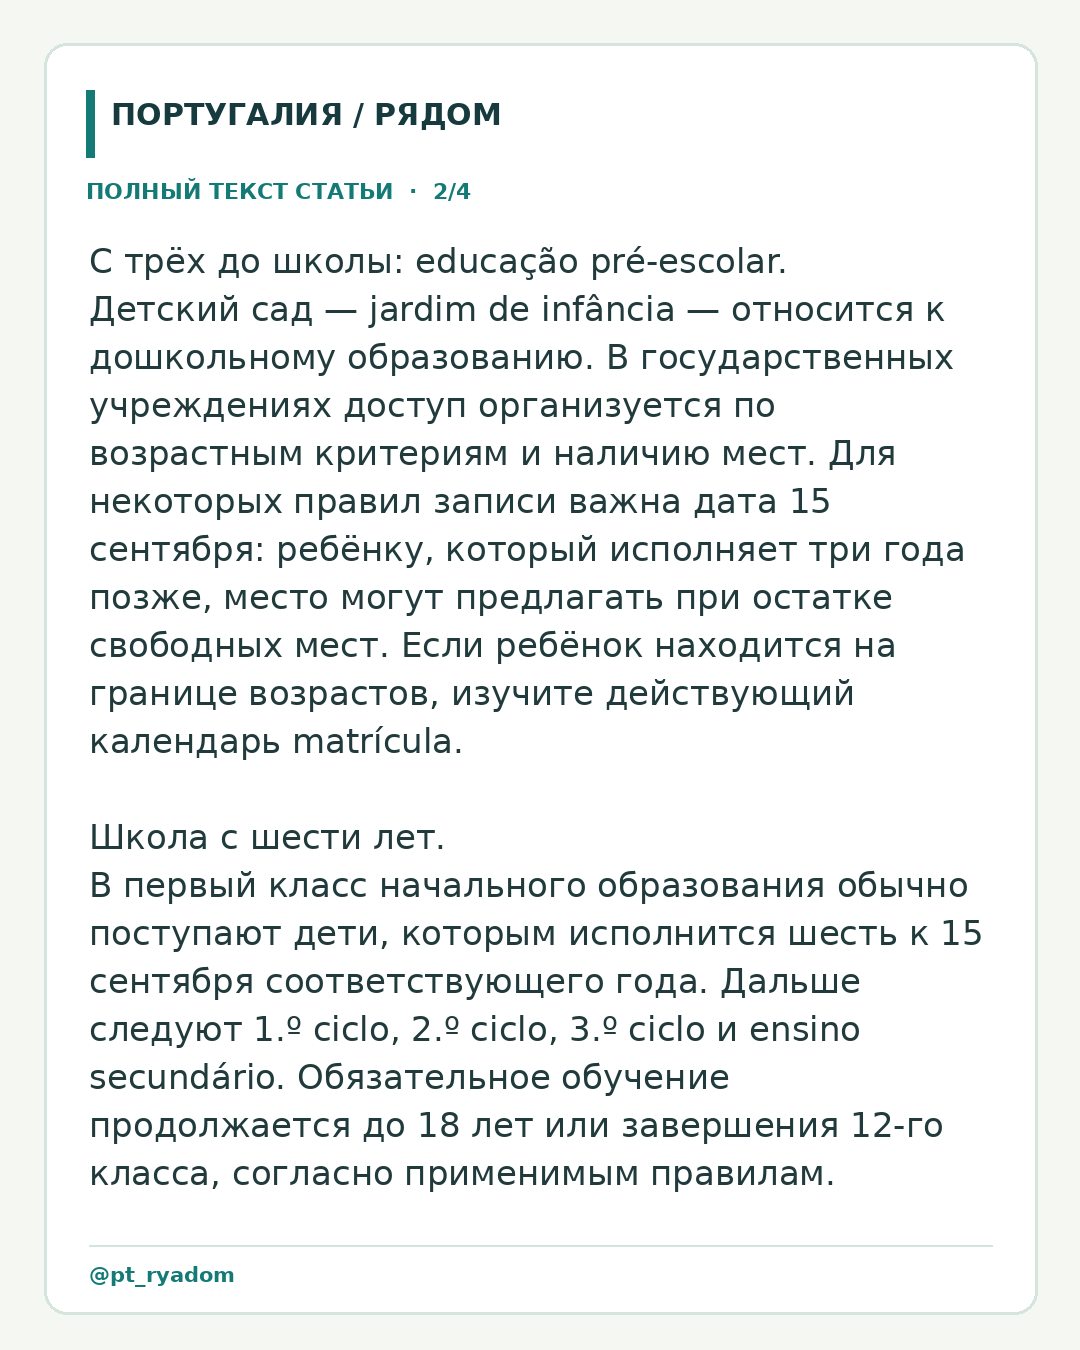 ПОРТУГАЛИЯ / РЯДОМ
ПОЛНЫЙ ТЕКСТ СТАТЬИ · 2/4
С трёх до школы: educação pré-escolar.
Детский сад — jardim de infância — относится к
дошкольному образованию. В государственных
учреждениях доступ организуется по
возрастным критериям и наличию мест. Для
некоторых правил записи важна дата 15
сентября: ребёнку, который исполняет три года
позже, место могут предлагать при остатке
свободных мест. Если ребёнок находится на
границе возрастов, изучите действующий
календарь matrícula.
Школа с шести лет.
В первый класс начального образования обычно
поступают дети, которым исполнится шесть к 15
сентября соответствующего года. Дальше
следуют 1.º ciclo, 2.º ciclo, 3.º ciclo и ensino
secundário. Обязательное обучение
продолжается до 18 лет или завершения 12-го
класса, согласно применимым правилам.
@pt_ryadom